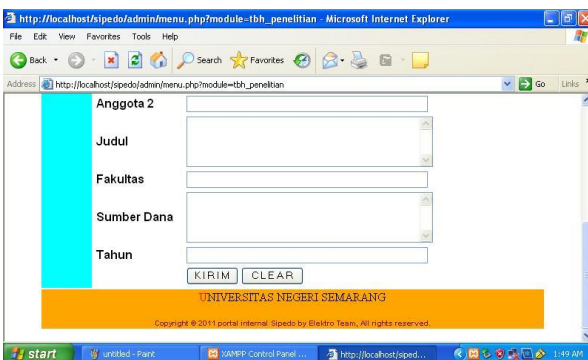 http://localhost/sipedo/admin/menu.php?module=tbh_penelitian - Microsoft Internet Explorer
File Edit View Favorites Tools Help
Back Search Favorites
Address http://localhost/sipedo/admin/menu.php?module=tbh_penelitian Go Links
Anggota 2
Judul
Fakultas
Sumber Dana
Tahun
KIRIM CLEAR
UNIVERSITAS NEGERI SEMARANG
Copyright © 2011 portal internal Sipedo by Elektro Team, All rights reserved.
start untitled - Paint XAMPP Control Panel ... http://localhost/siped... 1:49 AM